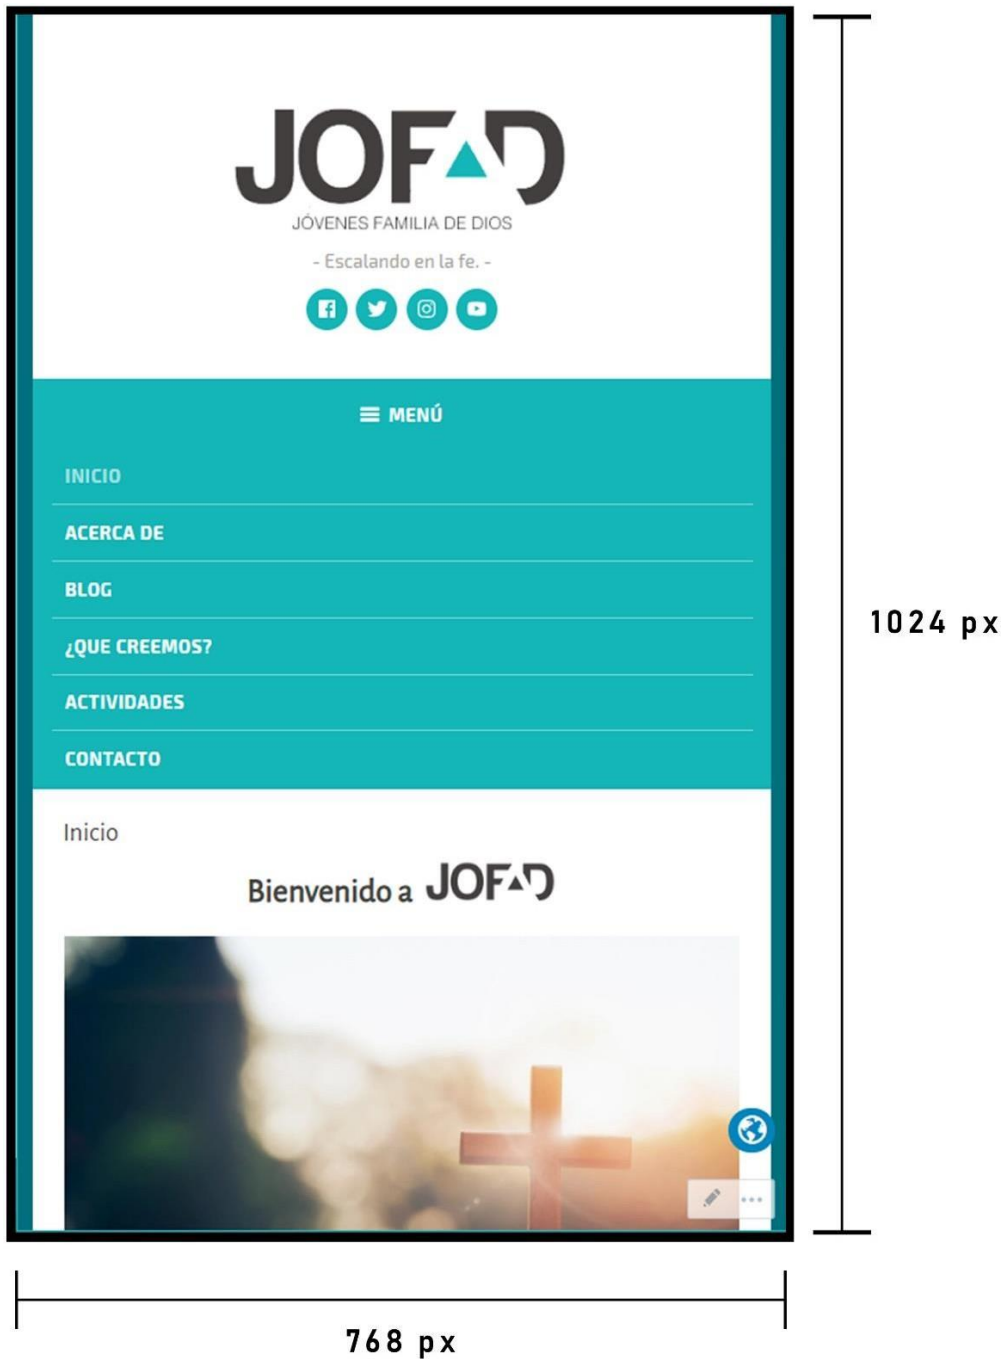 JOFAD
JÓVENES FAMILIA DE DIOS
- Escalando en la fe. -
MENÚ
INICIO
ACERCA DE
BLOG
¿QUE CREEMOS?
ACTIVIDADES
CONTACTO
Inicio
Bienvenido a JOFAD
1024 px
768 px